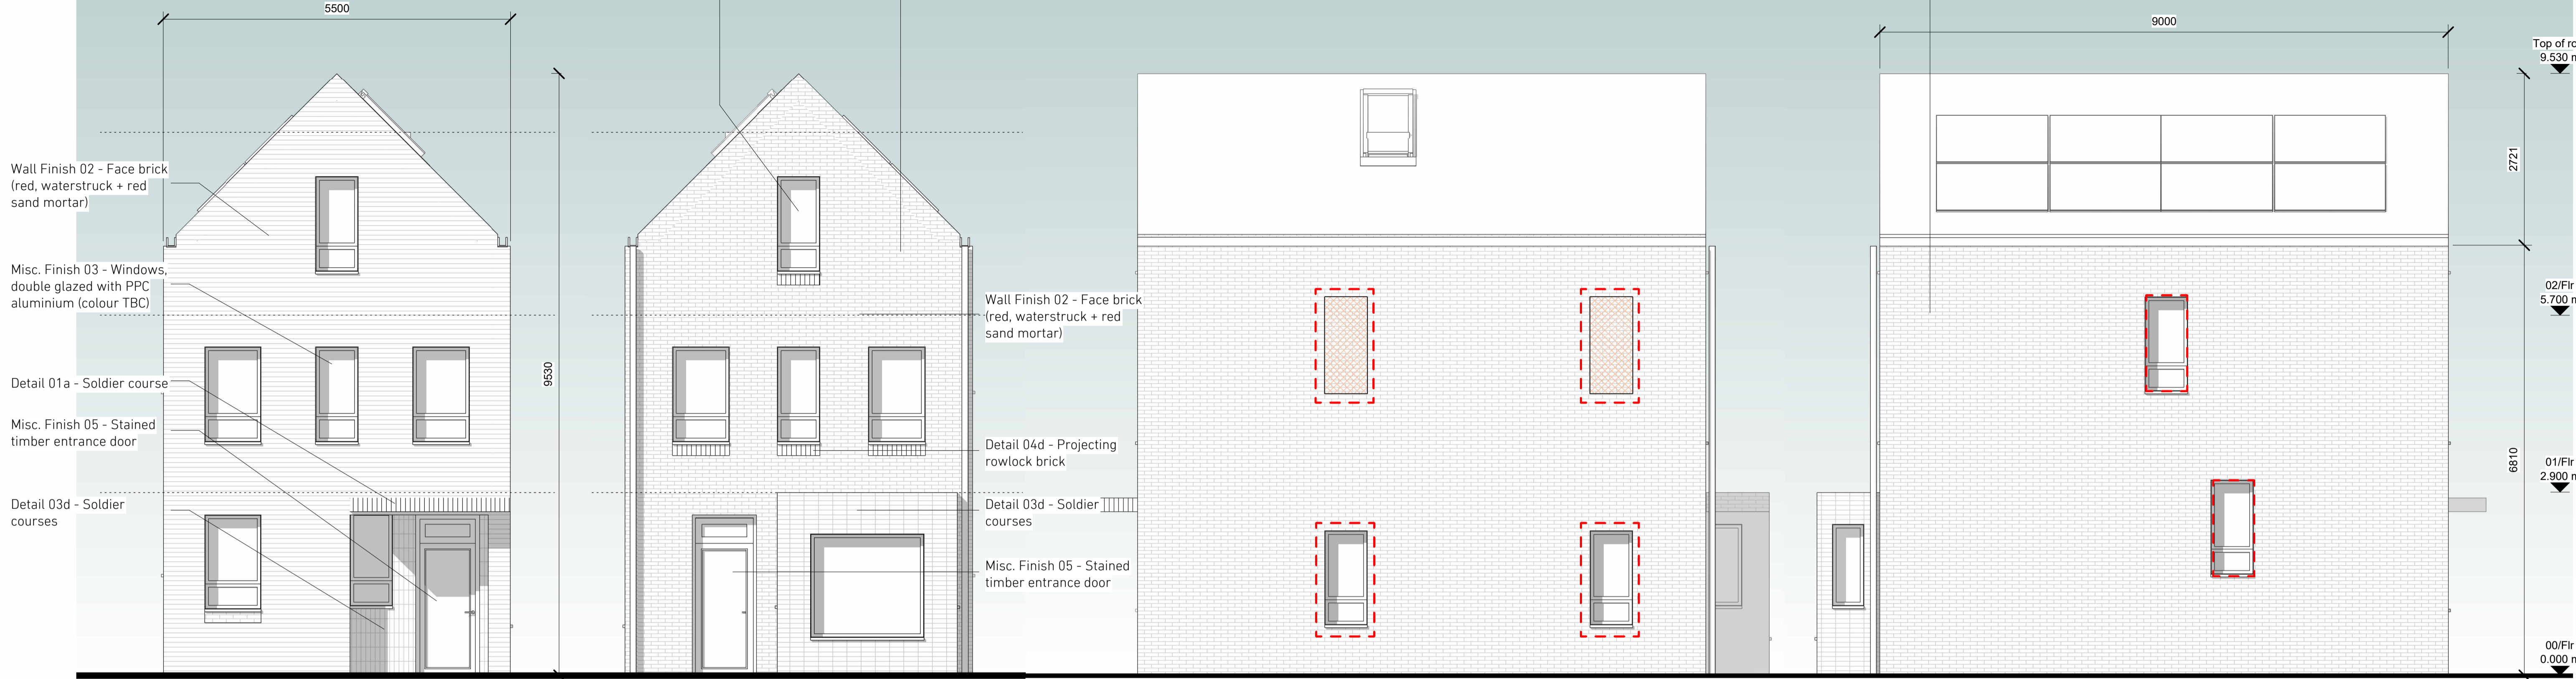 5500
Wall Finish 02 - Face brick
(red, waterstruck + red
sand mortar)
Misc. Finish 03 - Windows,
double glazed with PPC
aluminium (colour TBC)
Detail 01a - Soldier course
Misc. Finish 05 - Stained
timber entrance door
Detail 03d - Soldier
courses
9530
Wall Finish 02 - Face brick
(red, waterstruck + red
sand mortar)
Detail 04d - Projecting
rowlock brick
Detail 03d - Soldier
courses
Misc. Finish 05 - Stained
timber entrance door
9000
2721
6810
Top of ro
9.530 m
02/Flr
5.700 m
01/Flr
2.900 m
00/Flr
0.000 m